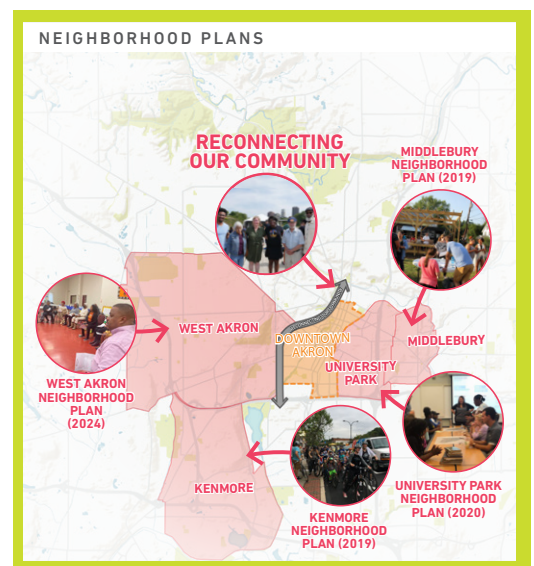 NEIGHBORHOOD PLANS
RECONNECTING
OUR COMMUNITY
MIDDLEBURY
NEIGHBORHOOD
PLAN (2019)
WEST AKRON
DOWNTOWN
AKRON
MIDDLEBURY
UNIVERSITY
PARK
WEST AKRON
NEIGHBORHOOD
PLAN
(2024)
KENMORE
UNIVERSITY PARK
NEIGHBORHOOD
PLAN (2020)
KENMORE
NEIGHBORHOOD
PLAN (2019)